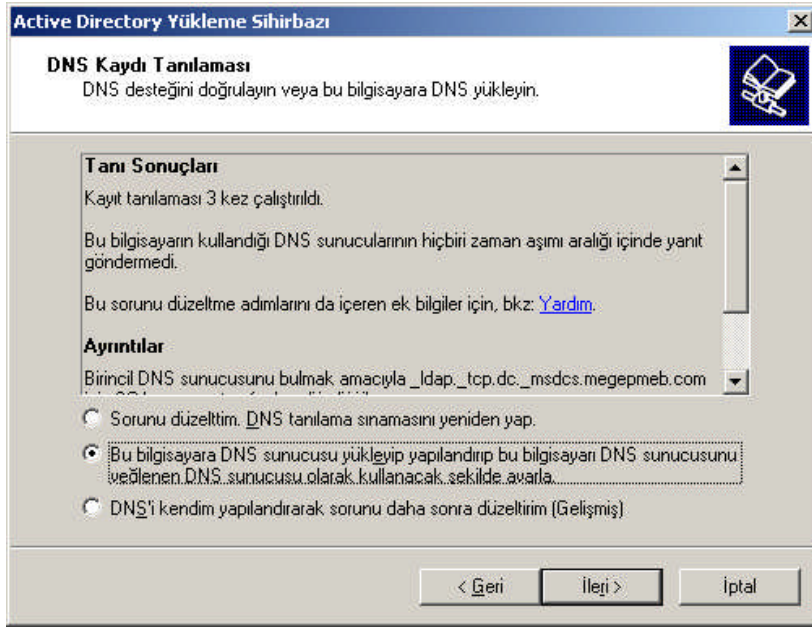 Active Directory Yükleme Sihirbazı
DNS Kaydı Tanılaması
DNS desteğini doğrulayın veya bu bilgisayara DNS yükleyin.
Tanı Sonuçları
Kayıt tanılaması 3 kez çalıştırıldı.
Bu bilgisayarın kullandığı DNS sunucularının hiçbiri zaman aşımı aralığı içinde yanıt
göndermedi.
Bu sorunu düzeltme adımlarını da içeren ek bilgiler için, bkz: Yardım.
Ayrıntılar
Birincil DNS sunucusunu bulmak amacıyla _ldap._tcp.dc._msdcs.megepmeb.com
Sorunu düzelttim. DNS tanılama sınamasını yeniden yap.
Bu bilgisayara DNS sunucusu yükleyip yapılandırıp bu bilgisayarı DNS sunucusunu
yeğlenen DNS sunucusu olarak kullanacak şekilde ayarla.
DNS'i kendim yapılandırarak sorunu daha sonra düzeltirim (Gelişmiş)
< Geri
İleri >
İptal